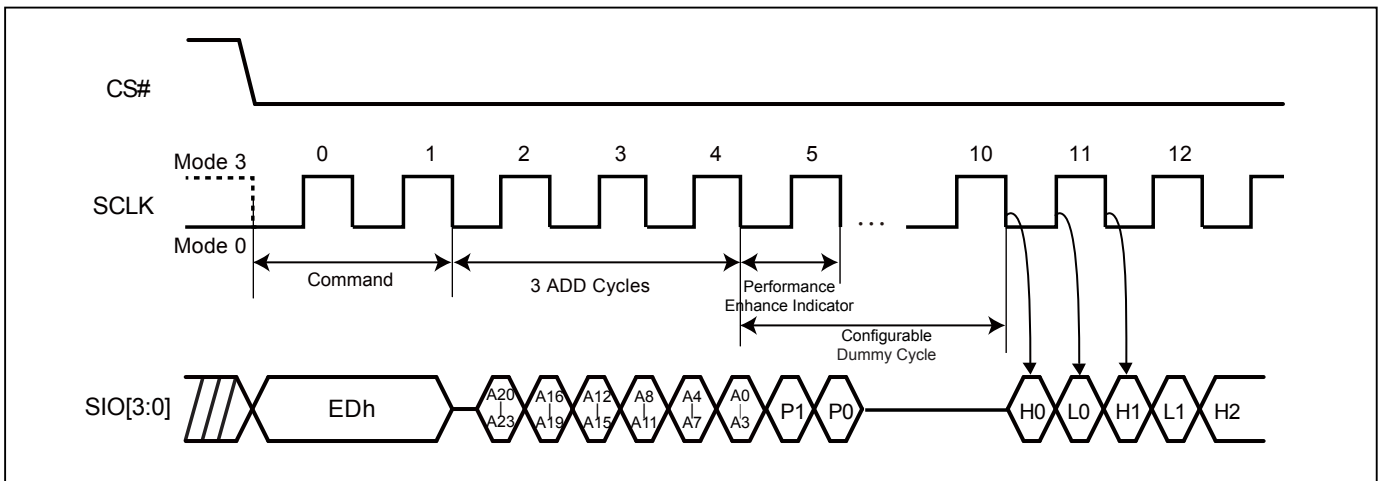 CS#
Mode 3
0 1 2 3 4 5 10 11 12
SCLK
...
Mode 0
Command
3 ADD Cycles
Performance
Enhance Indicator
Configurable
Dummy Cycle
SIO[3:0]
EDh
A20
A23
A16
A19
A12
A15
A8
A11
A4
A7
A0
A3
P1
P0
H0
L0
H1
L1
H2